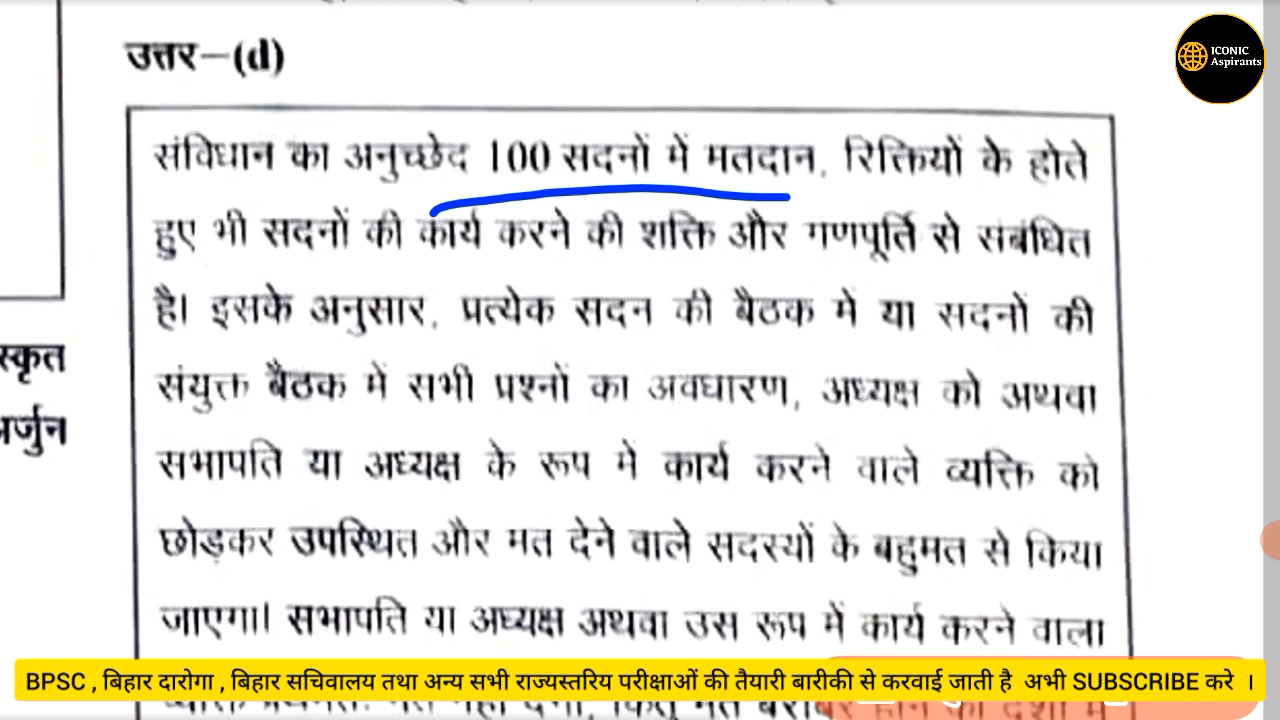 उत्तर–(d)
ICONIC
Aspirants
संविधान का अनुच्छेद 100 सदनों में मतदान, रिक्तियों के होते
हुए भी सदनों की कार्य करने की शक्ति और गणपूर्ति से संबंधित
है। इसके अनुसार, प्रत्येक सदन की बैठक में या सदनों की
स्कृत
संयुक्त बैठक में सभी प्रश्नों का अवधारण, अध्यक्ष को अथवा
र्जुन
सभापति या अध्यक्ष के रूप में कार्य करने वाले व्यक्ति को
छोड़कर उपस्थित और मत देने वाले सदस्यों के बहुमत से किया
जाएगा। सभापति या अध्यक्ष अथवा उस रूप में कार्य करने वाला
BPSC , बिहार दारोगा , बिहार सचिवालय तथा अन्य सभी राज्यस्तरिय परीक्षाओं की तैयारी बारीकी से करवाई जाती है अभी SUBSCRIBE करे ।